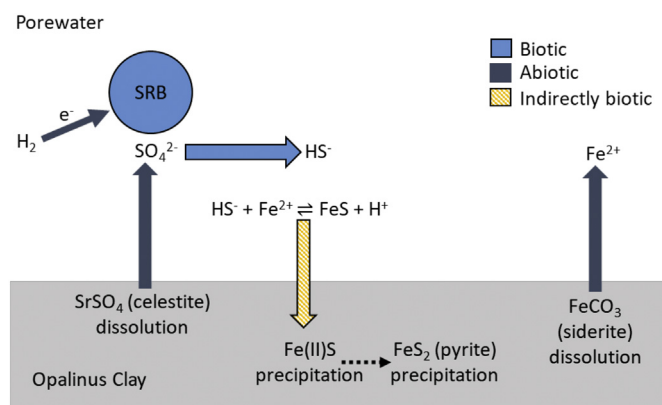 Porewater
Biotic
Abiotic
Indirectly biotic
SRB
e⁻
H₂
SO₄²⁻
HS⁻
Fe²⁺
HS⁻ + Fe²⁺ ⇌ FeS + H⁺
SrSO₄ (celestite)
dissolution
FeCO₃
(siderite)
dissolution
Fe(II)S
precipitation
FeS₂ (pyrite)
precipitation
Opalinus Clay